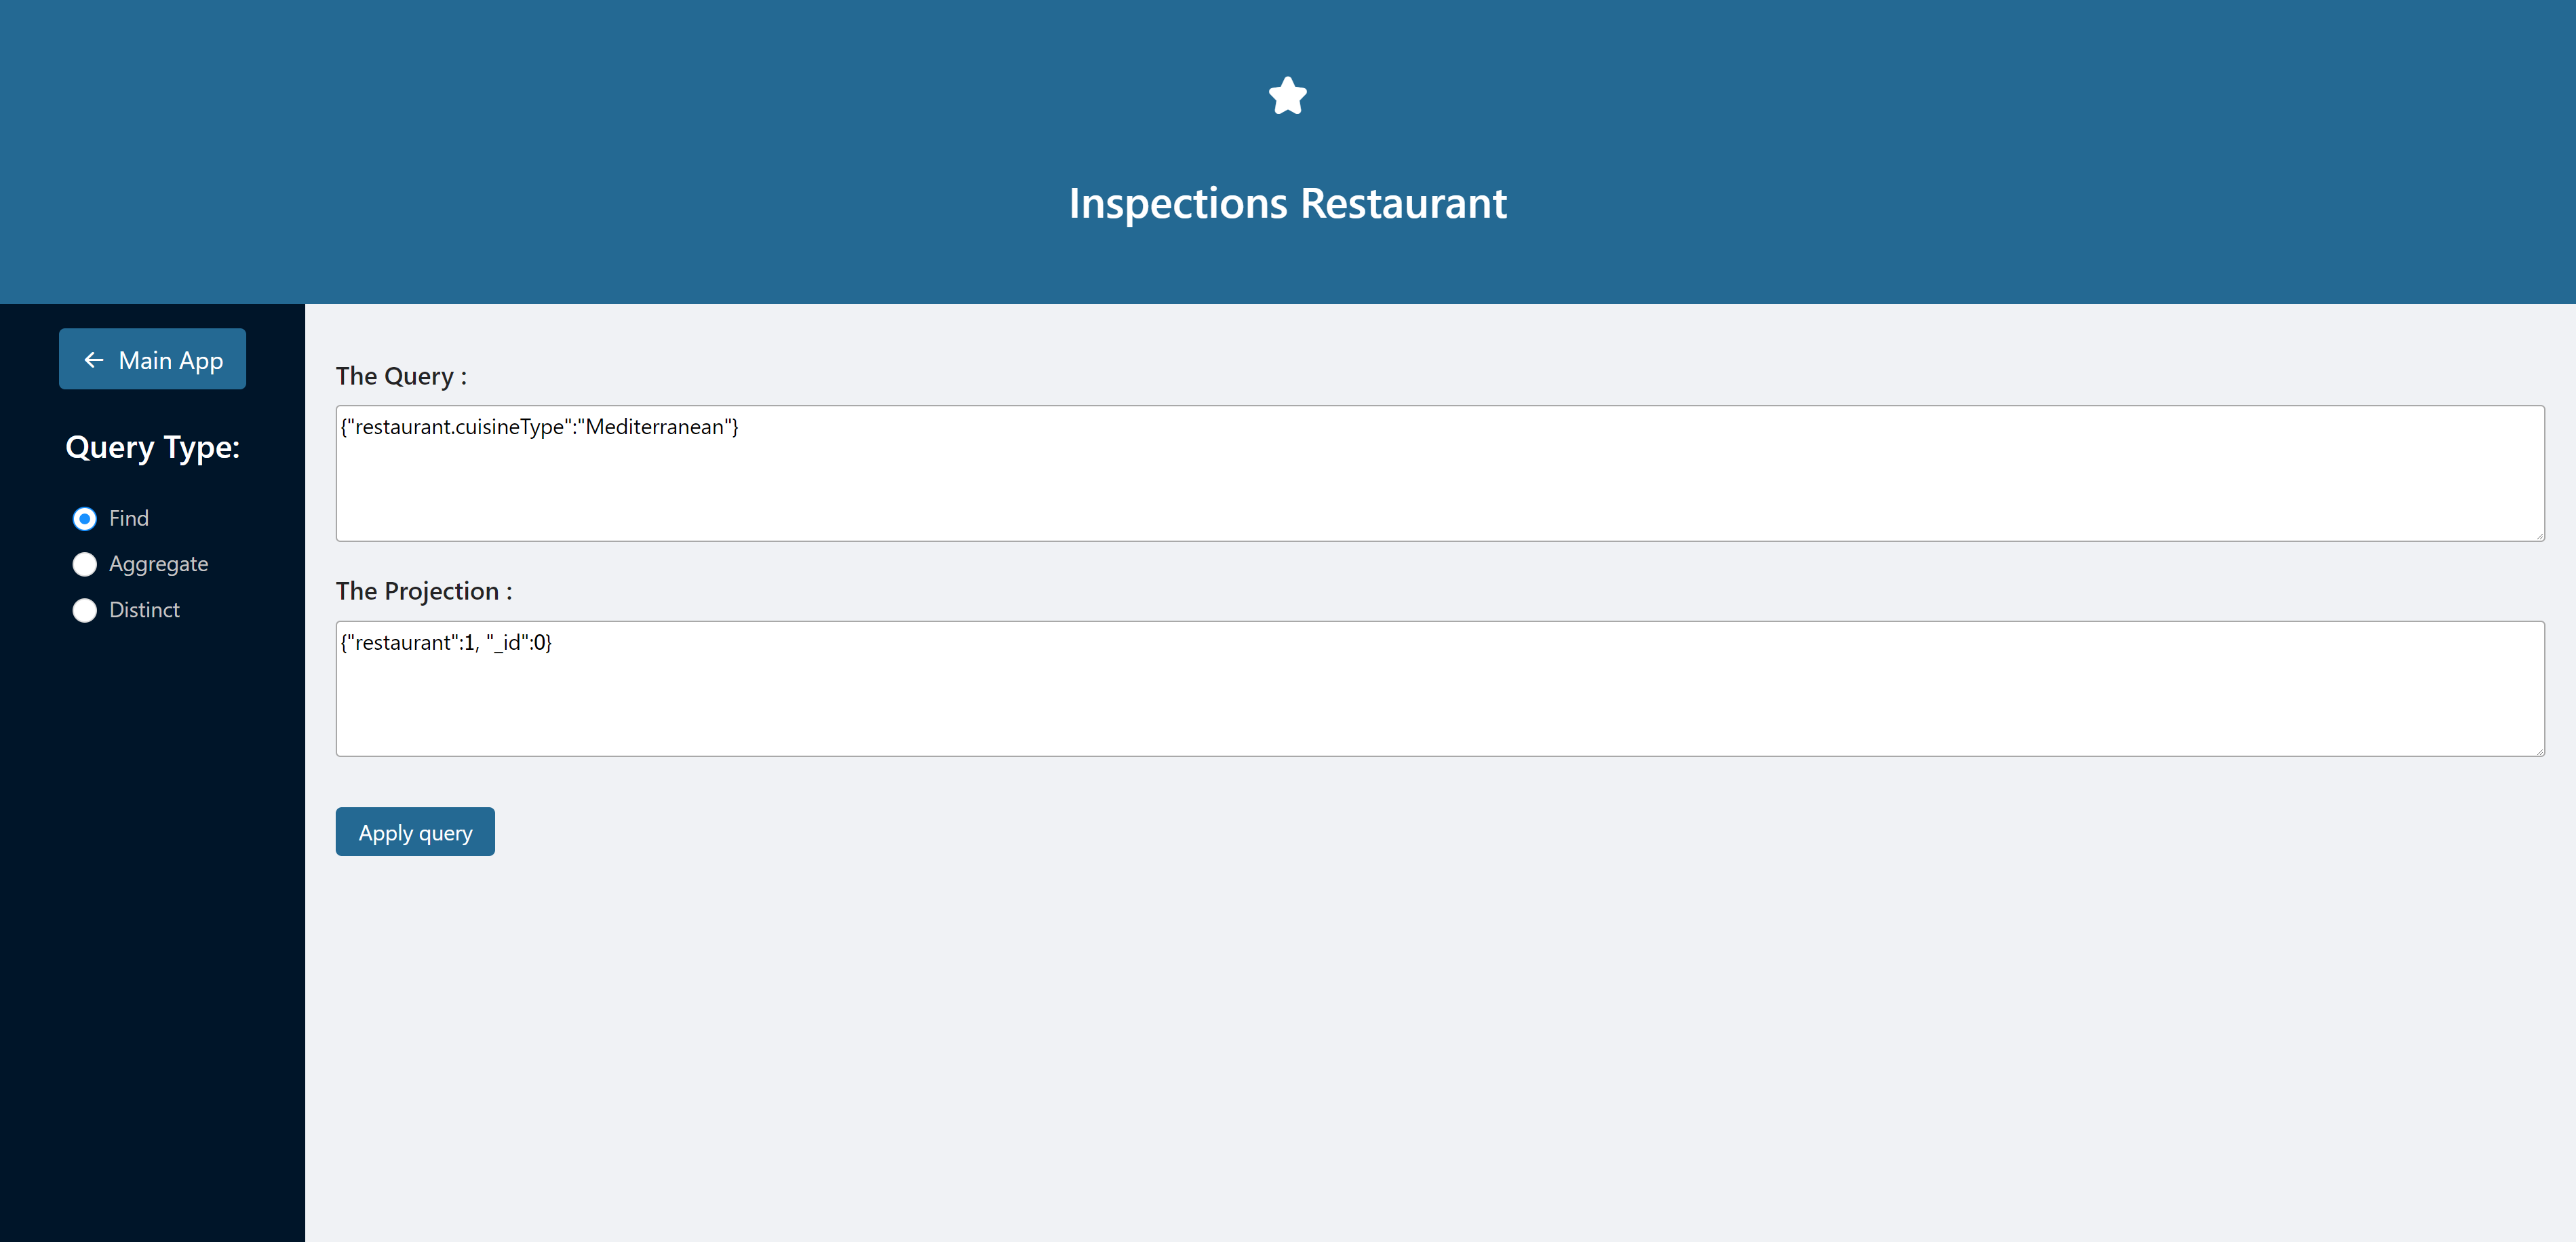 Inspections Restaurant
Main App
Query Type:
Find
Aggregate
Distinct
The Query :
{"restaurant.cuisineType":"Mediterranean"}
The Projection :
{"restaurant":1, "_id":0}
Apply query